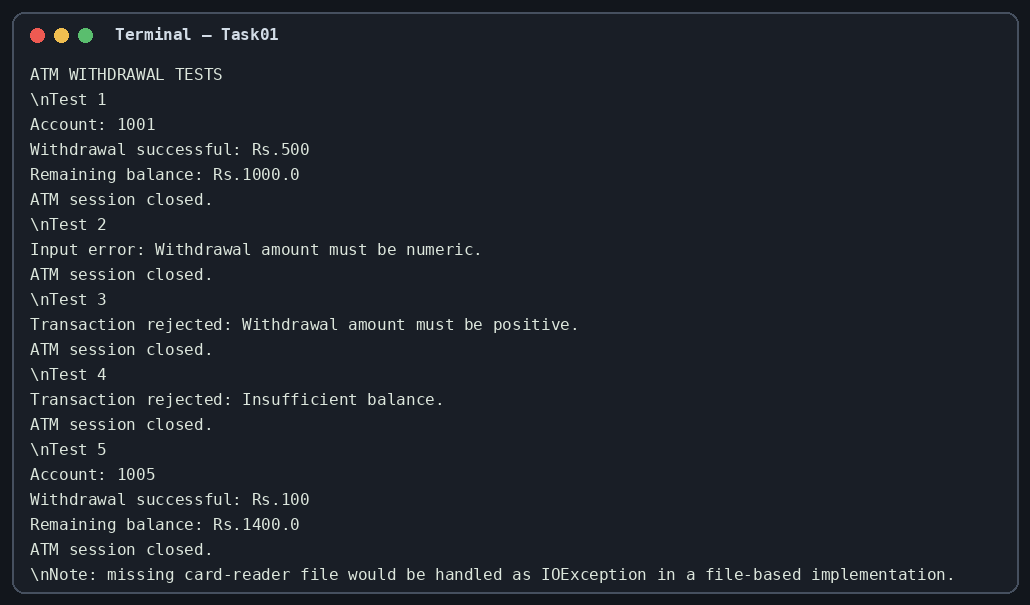 Terminal — Task01
ATM WITHDRAWAL TESTS
\nTest 1
Account: 1001
Withdrawal successful: Rs.500
Remaining balance: Rs.1000.0
ATM session closed.
\nTest 2
Input error: Withdrawal amount must be numeric.
ATM session closed.
\nTest 3
Transaction rejected: Withdrawal amount must be positive.
ATM session closed.
\nTest 4
Transaction rejected: Insufficient balance.
ATM session closed.
\nTest 5
Account: 1005
Withdrawal successful: Rs.100
Remaining balance: Rs.1400.0
ATM session closed.
\nNote: missing card-reader file would be handled as IOException in a file-based implementation.